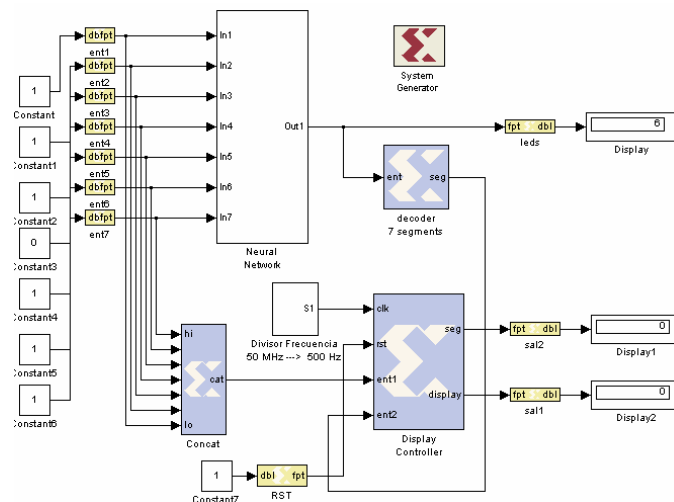 dbfpt
ent1
dbfpt
ent2
dbfpt
ent3
dbfpt
ent4
dbfpt
ent5
dbfpt
ent6
dbfpt
ent7
1
Constant
1
Constant1
1
Constant2
0
Constant3
1
Constant4
1
Constant5
1
Constant6
In1
In2
In3
In4
In5
In6
In7
Out1
Neural
Network
System
Generator
fpt dbl
leds
6
Display
ent seg
decoder
7 segments
S1
Divisor Frecuencia
50 MHz ---> 500 Hz
hi
cat
lo
Concat
clk
rst
ent1
ent2
seg
display
Display
Controller
fpt dbl
sal2
0
Display1
fpt dbl
sal1
0
Display2
1
Constant7
dbl fpt
RST